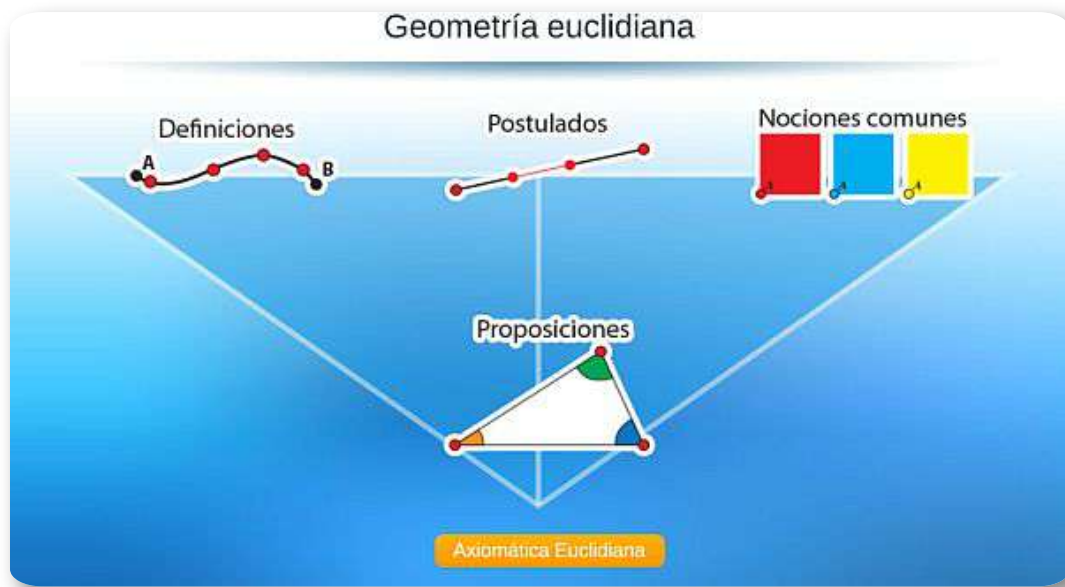 Geometría euclidiana
Definiciones
Postulados
Nociones comunes
A
B
Proposiciones
Axiomática Euclidiana